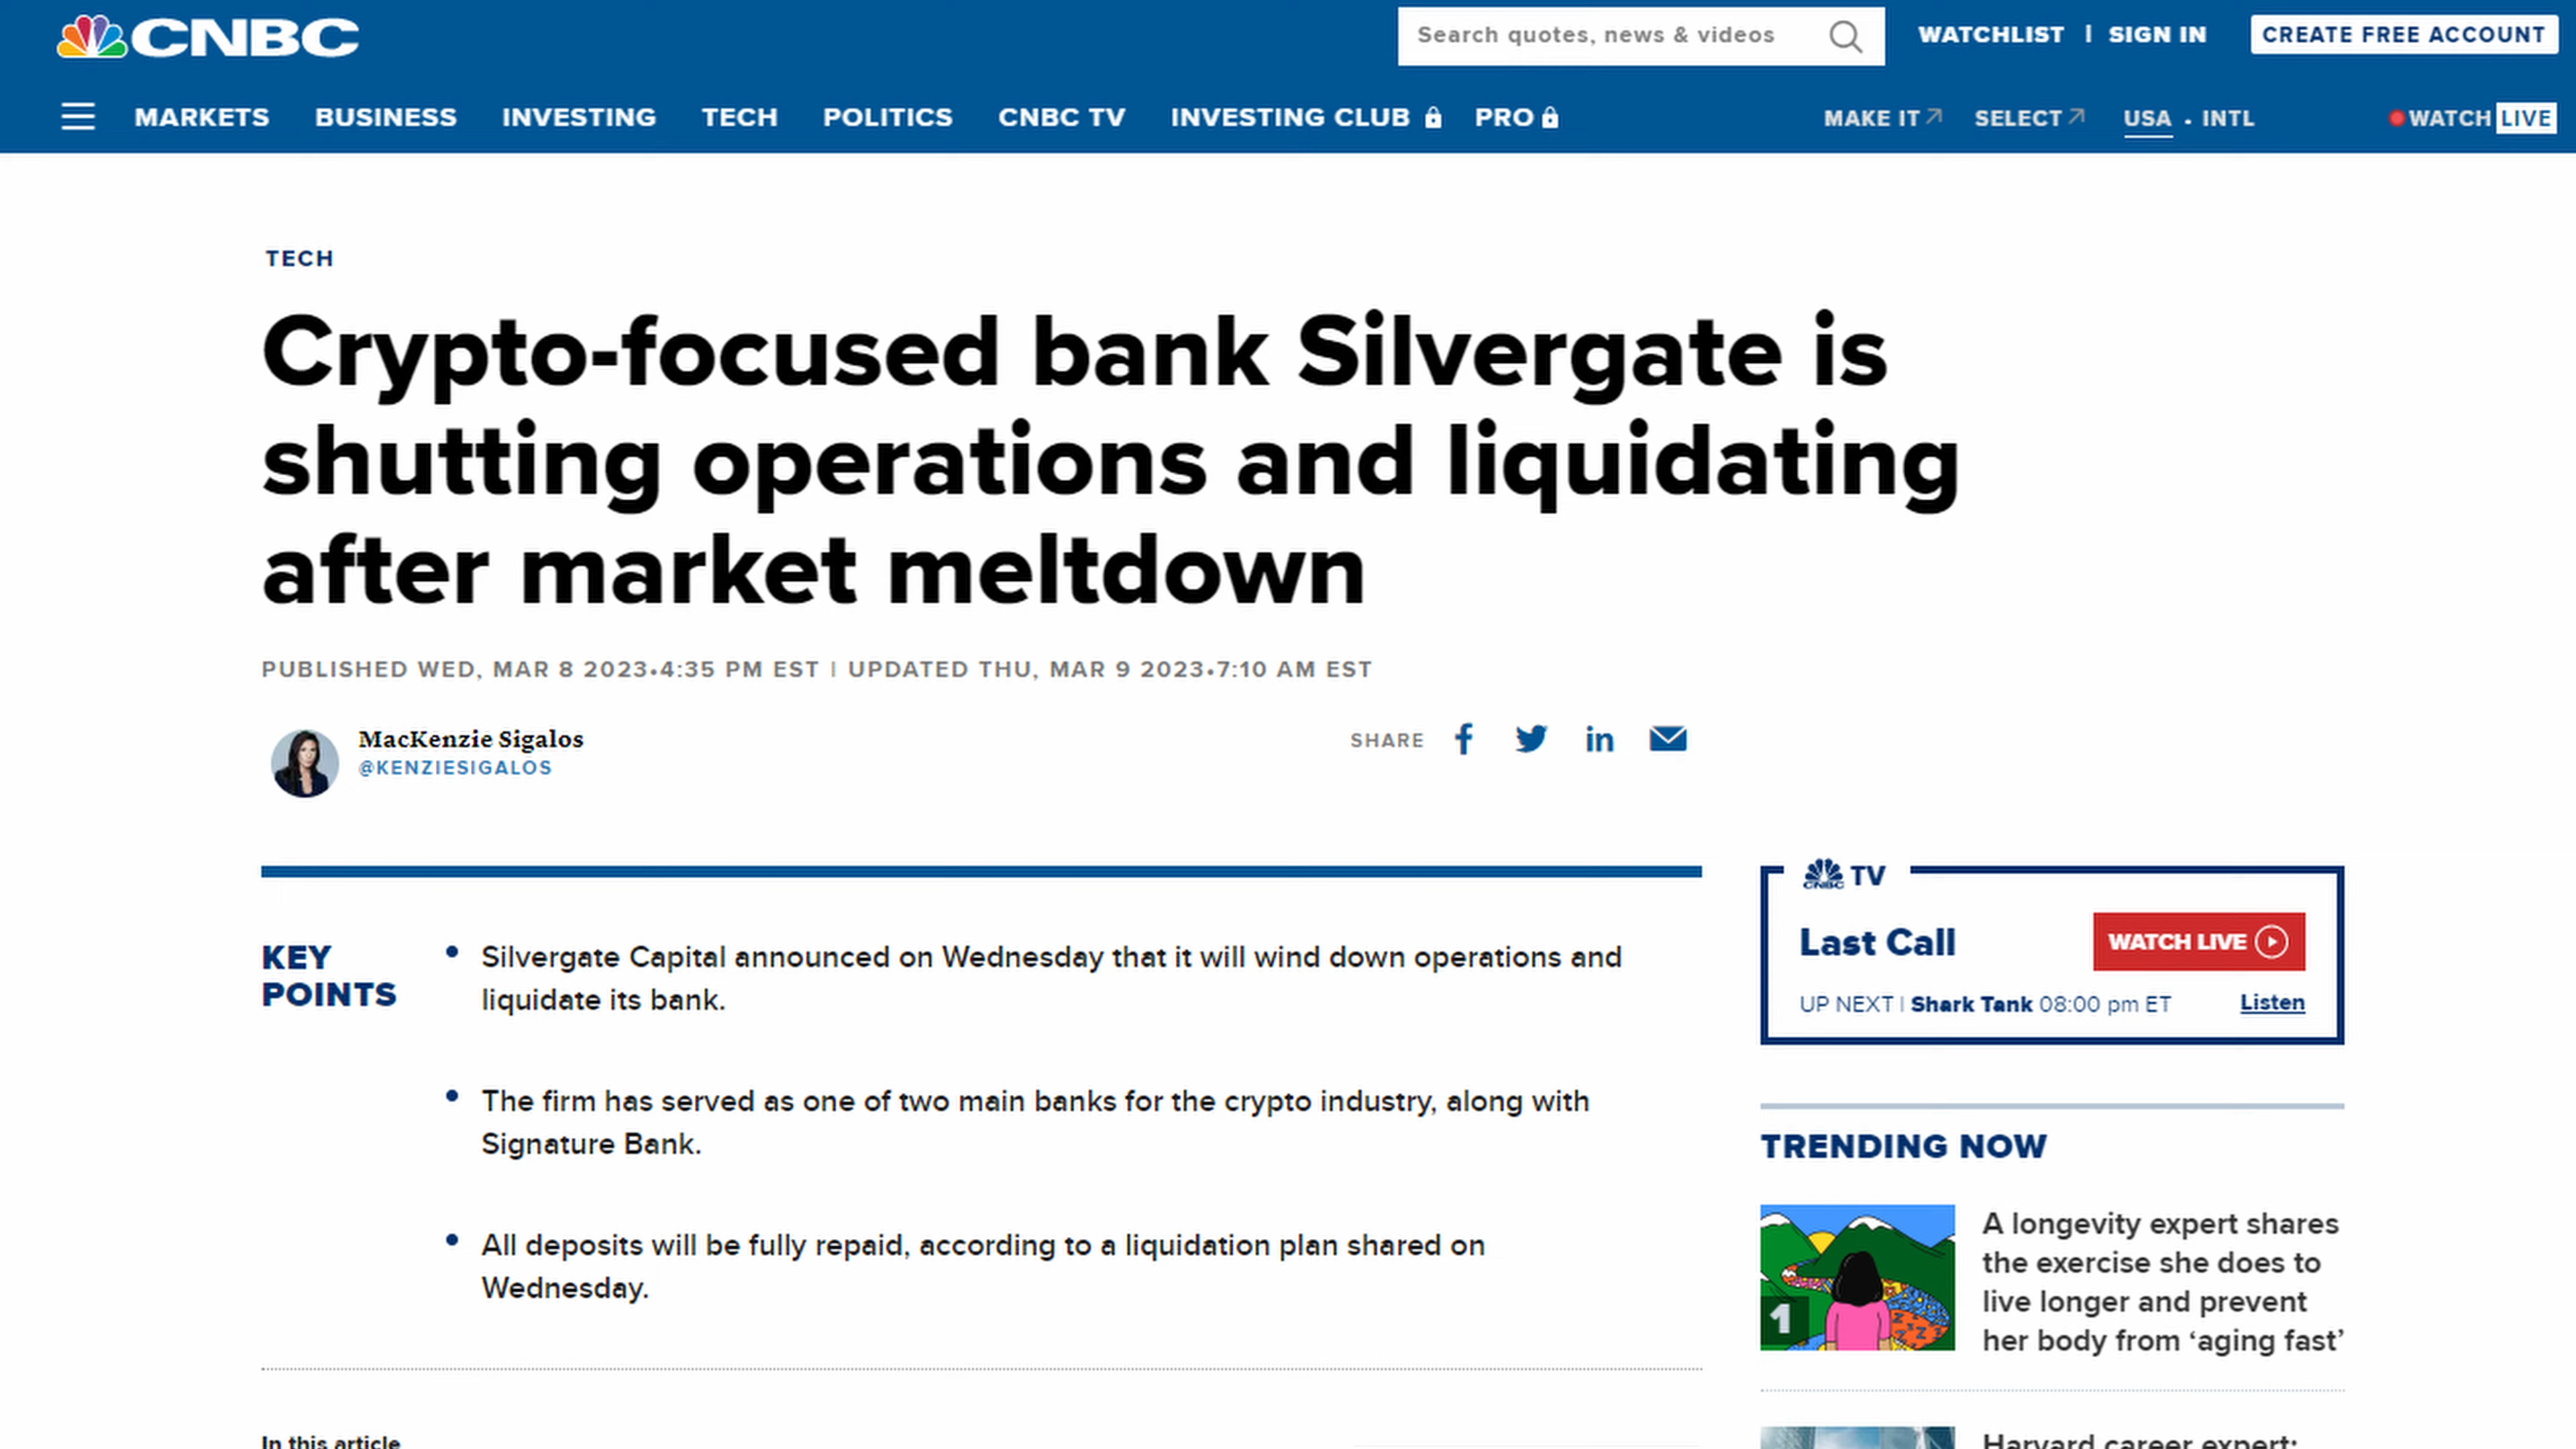 CNBC
Search quotes, news & videos
WATCHLIST | SIGN IN
CREATE FREE ACCOUNT
MARKETS BUSINESS INVESTING TECH POLITICS CNBC TV INVESTING CLUB PRO
MAKE IT SELECT USA • INTL
WATCH LIVE
TECH
Crypto-focused bank Silvergate is
shutting operations and liquidating
after market meltdown
PUBLISHED WED, MAR 8 2023•4:35 PM EST | UPDATED THU, MAR 9 2023•7:10 AM EST
MacKenzie Sigalos
@KENZIESIGALOS
SHARE
KEY
POINTS
• Silvergate Capital announced on Wednesday that it will wind down operations and
liquidate its bank.
• The firm has served as one of two main banks for the crypto industry, along with
Signature Bank.
• All deposits will be fully repaid, according to a liquidation plan shared on
Wednesday.
In this article
CNBC TV
Last Call
WATCH LIVE
UP NEXT | Shark Tank 08:00 pm ET
Listen
TRENDING NOW
1
A longevity expert shares
the exercise she does to
live longer and prevent
her body from ‘aging fast’
Harvard career expert: